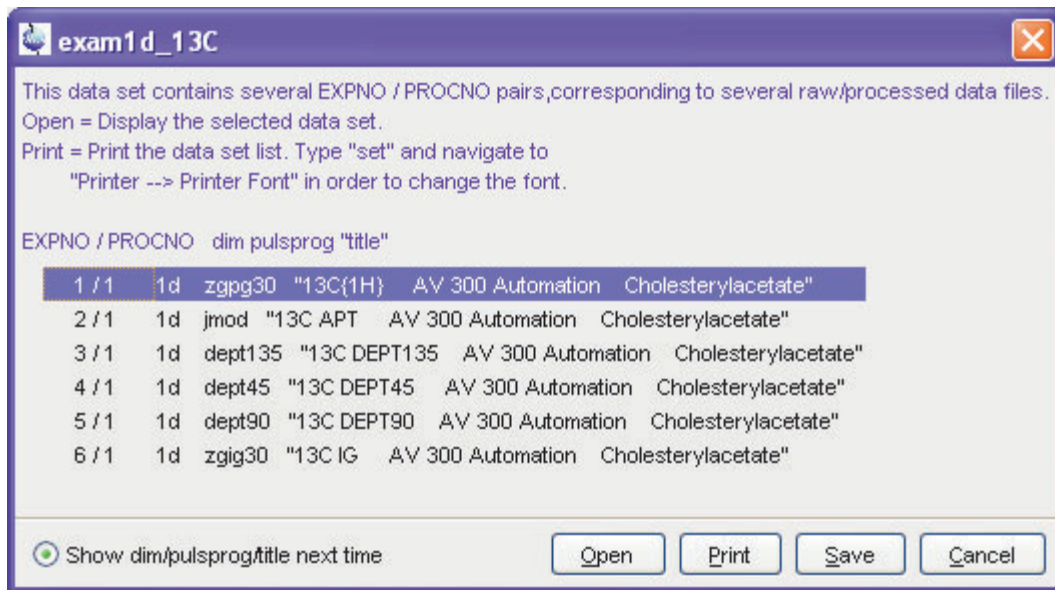 exam1d_13C
This data set contains several EXPNO / PROCNO pairs,corresponding to several raw/processed data files.
Open = Display the selected data set.
Print = Print the data set list. Type "set" and navigate to
"Printer --> Printer Font" in order to change the font.
EXPNO / PROCNO dim pulsprog "title"
1 / 1 1d zgpg30 "13C{1H} AV 300 Automation Cholesterylacetate"
2 / 1 1d jmod "13C APT AV 300 Automation Cholesterylacetate"
3 / 1 1d dept135 "13C DEPT135 AV 300 Automation Cholesterylacetate"
4 / 1 1d dept45 "13C DEPT45 AV 300 Automation Cholesterylacetate"
5 / 1 1d dept90 "13C DEPT90 AV 300 Automation Cholesterylacetate"
6 / 1 1d zgig30 "13C IG AV 300 Automation Cholesterylacetate"
Show dim/pulsprog/title next time Open Print Save Cancel